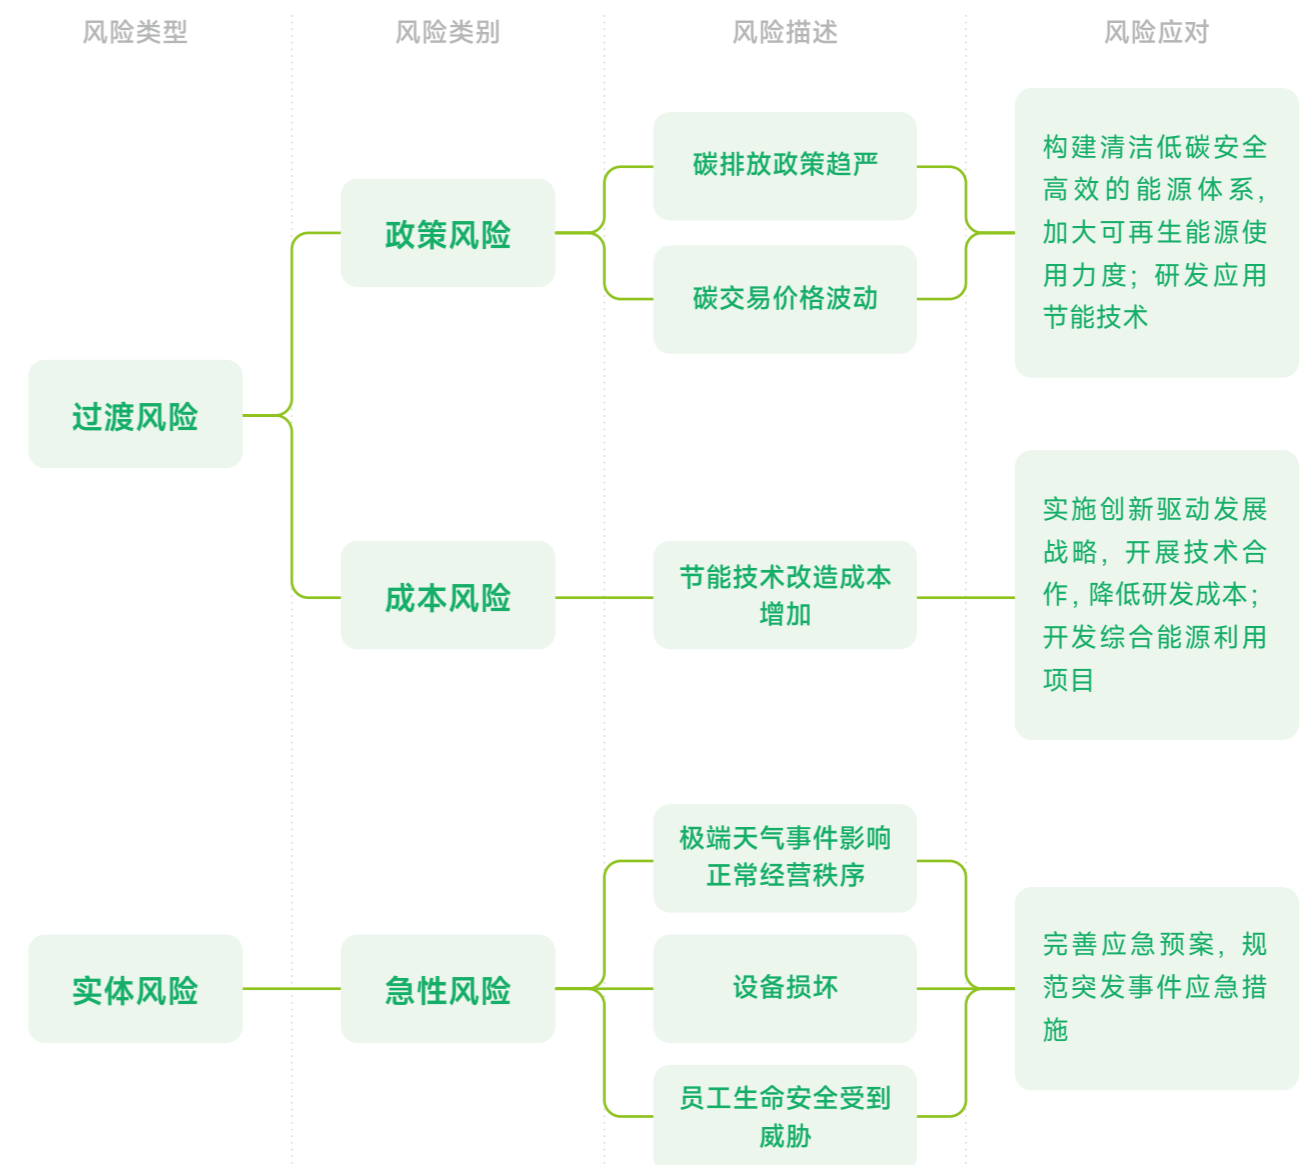 风险类型
风险类别
风险描述
风险应对
过渡风险
政策风险
碳排放政策趋严
碳交易价格波动
构建清洁低碳安全
高效的能源体系，
加大可再生能源使
用力度；研发应用
节能技术
成本风险
节能技术改造成本
增加
实施创新驱动发展
战略，开展技术合
作，降低研发成本；
开发综合能源利用
项目
实体风险
急性风险
极端天气事件影响
正常经营秩序
设备损坏
员工生命安全受到
威胁
完善应急预案，规
范突发事件应急措
施